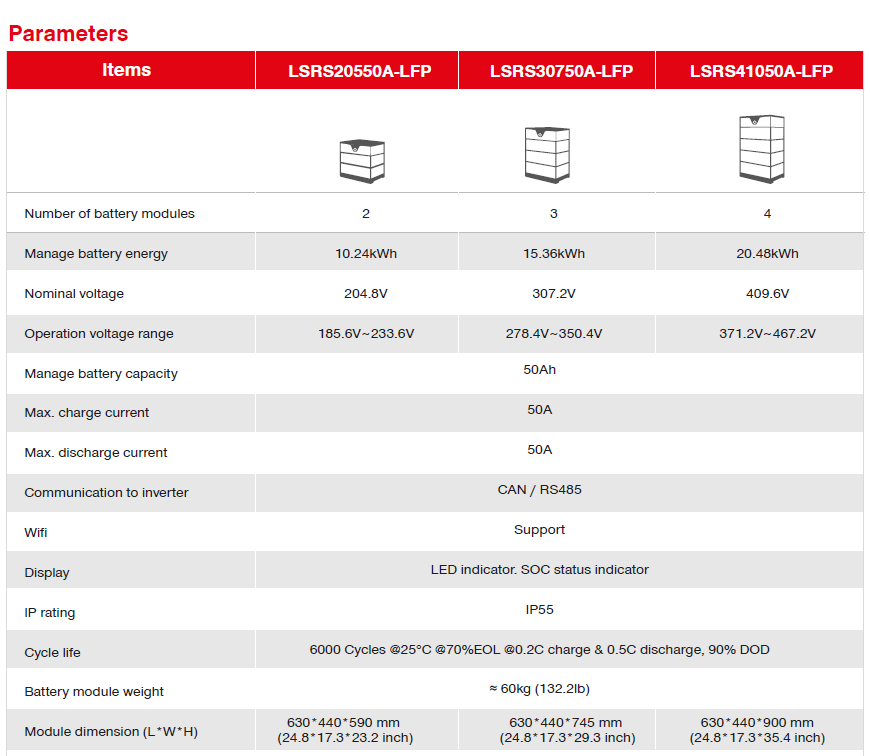 Parameters
Items LSRS20550A-LFP LSRS30750A-LFP LSRS41050A-LFP
Number of battery modules 2 3 4
Manage battery energy 10.24kWh 15.36kWh 20.48kWh
Nominal voltage 204.8V 307.2V 409.6V
Operation voltage range 185.6V~233.6V 278.4V~350.4V 371.2V~467.2V
Manage battery capacity 50Ah
Max. charge current 50A
Max. discharge current 50A
Communication to inverter CAN / RS485
Wifi Support
Display LED indicator. SOC status indicator
IP rating IP55
Cycle life 6000 Cycles @25°C @70%EOL @0.2C charge & 0.5C discharge, 90% DOD
Battery module weight ≈ 60kg (132.2lb)
Module dimension (L*W*H) 630*440*590 mm 630*440*745 mm 630*440*900 mm
(24.8*17.3*23.2 inch) (24.8*17.3*29.3 inch) (24.8*17.3*35.4 inch)